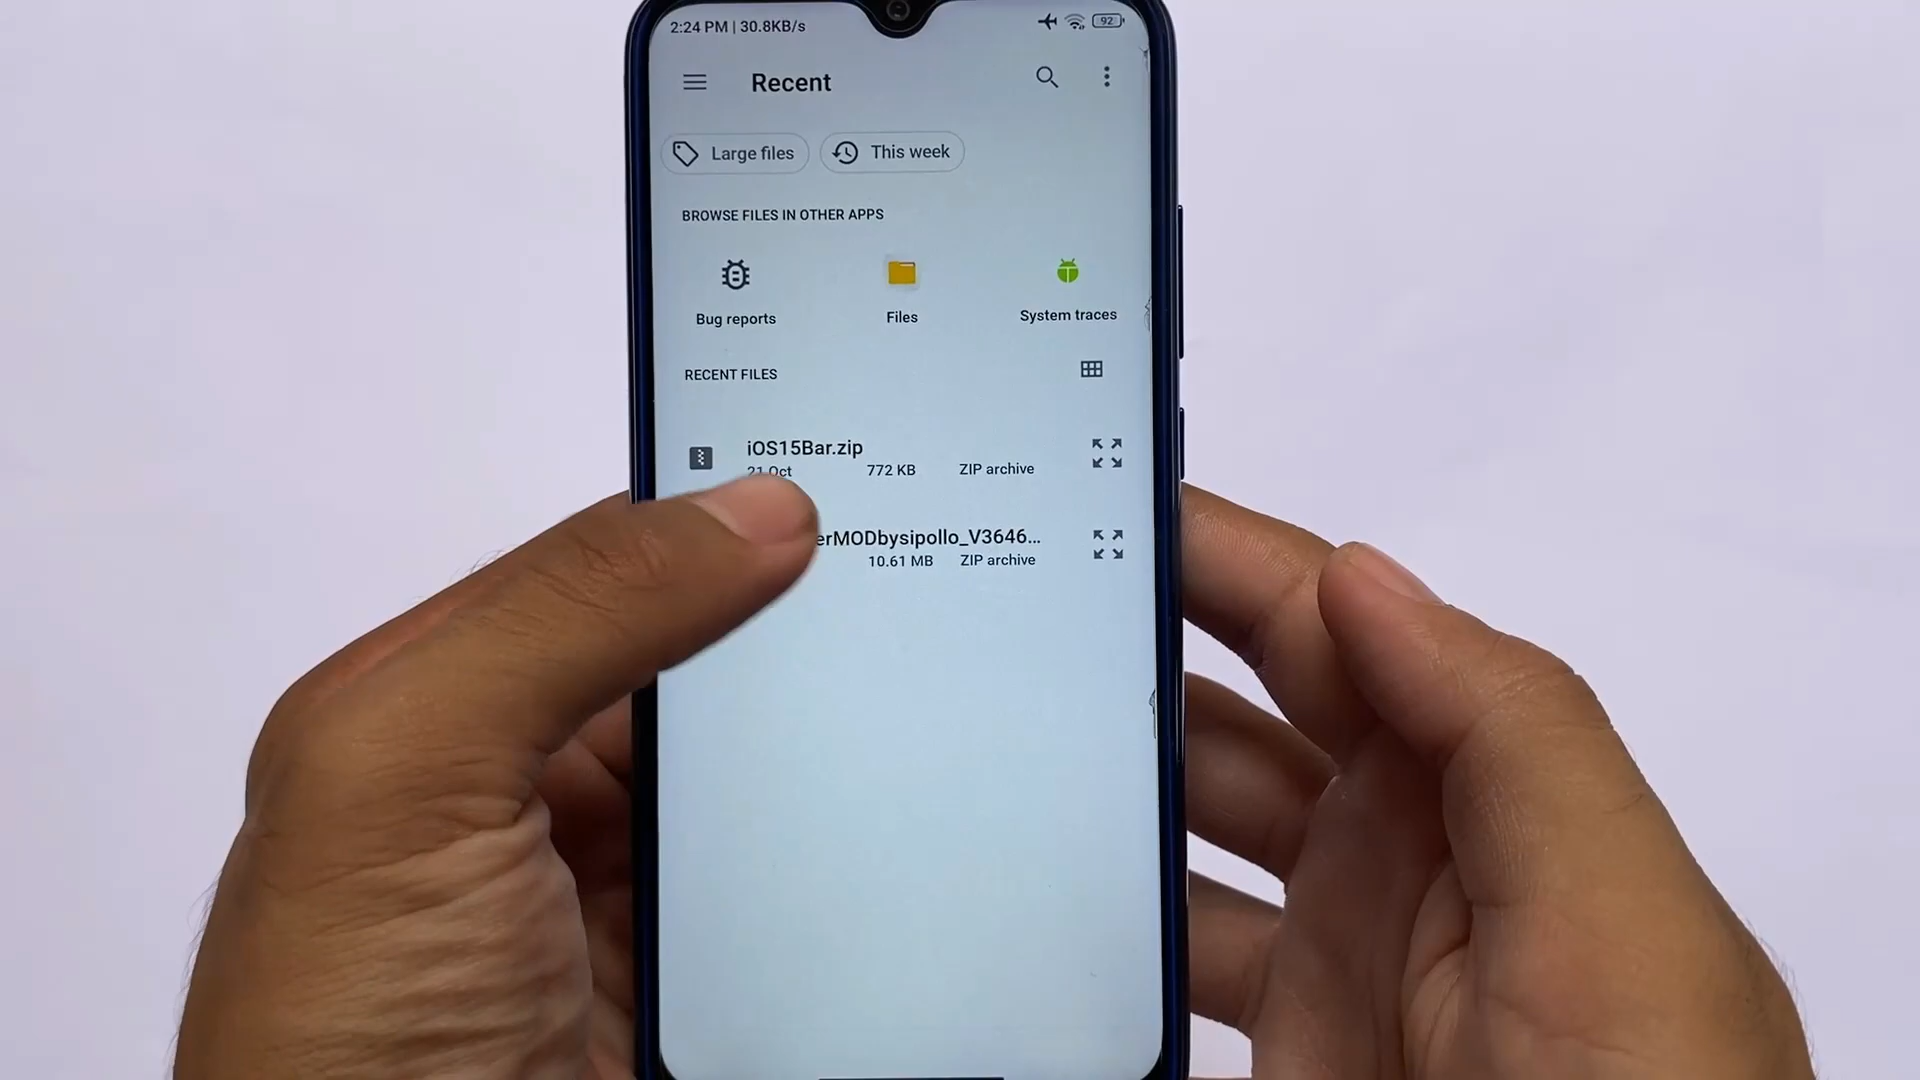 2:24 PM | 30.8KB/s
92
Recent
Large files
This week
BROWSE FILES IN OTHER APPS
Bug reports
Files
System traces
RECENT FILES
iOS15Bar.zip
21 Oct 772 KB ZIP archive
erMODbysipollo_V3646...
10.61 MB ZIP archive